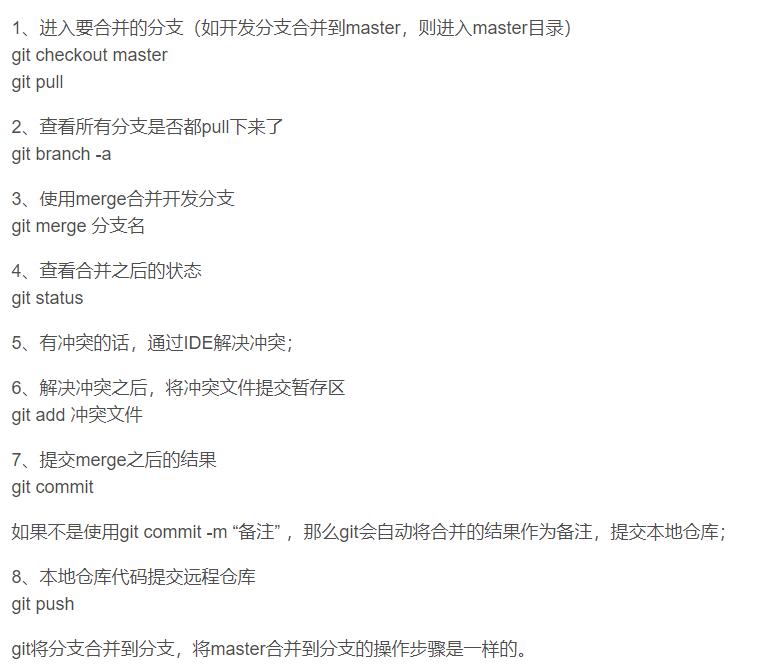 1、进入要合并的分支（如开发分支合并到master，则进入master目录）
git checkout master
git pull
2、查看所有分支是否都pull下来了
git branch -a
3、使用merge合并开发分支
git merge 分支名
4、查看合并之后的状态
git status
5、有冲突的话，通过IDE解决冲突；
6、解决冲突之后，将冲突文件提交暂存区
git add 冲突文件
7、提交merge之后的结果
git commit
如果不是使用git commit -m “备注” ，那么git会自动将合并的结果作为备注，提交本地仓库；
8、本地仓库代码提交远程仓库
git push
git将分支合并到分支，将master合并到分支的操作步骤是一样的。